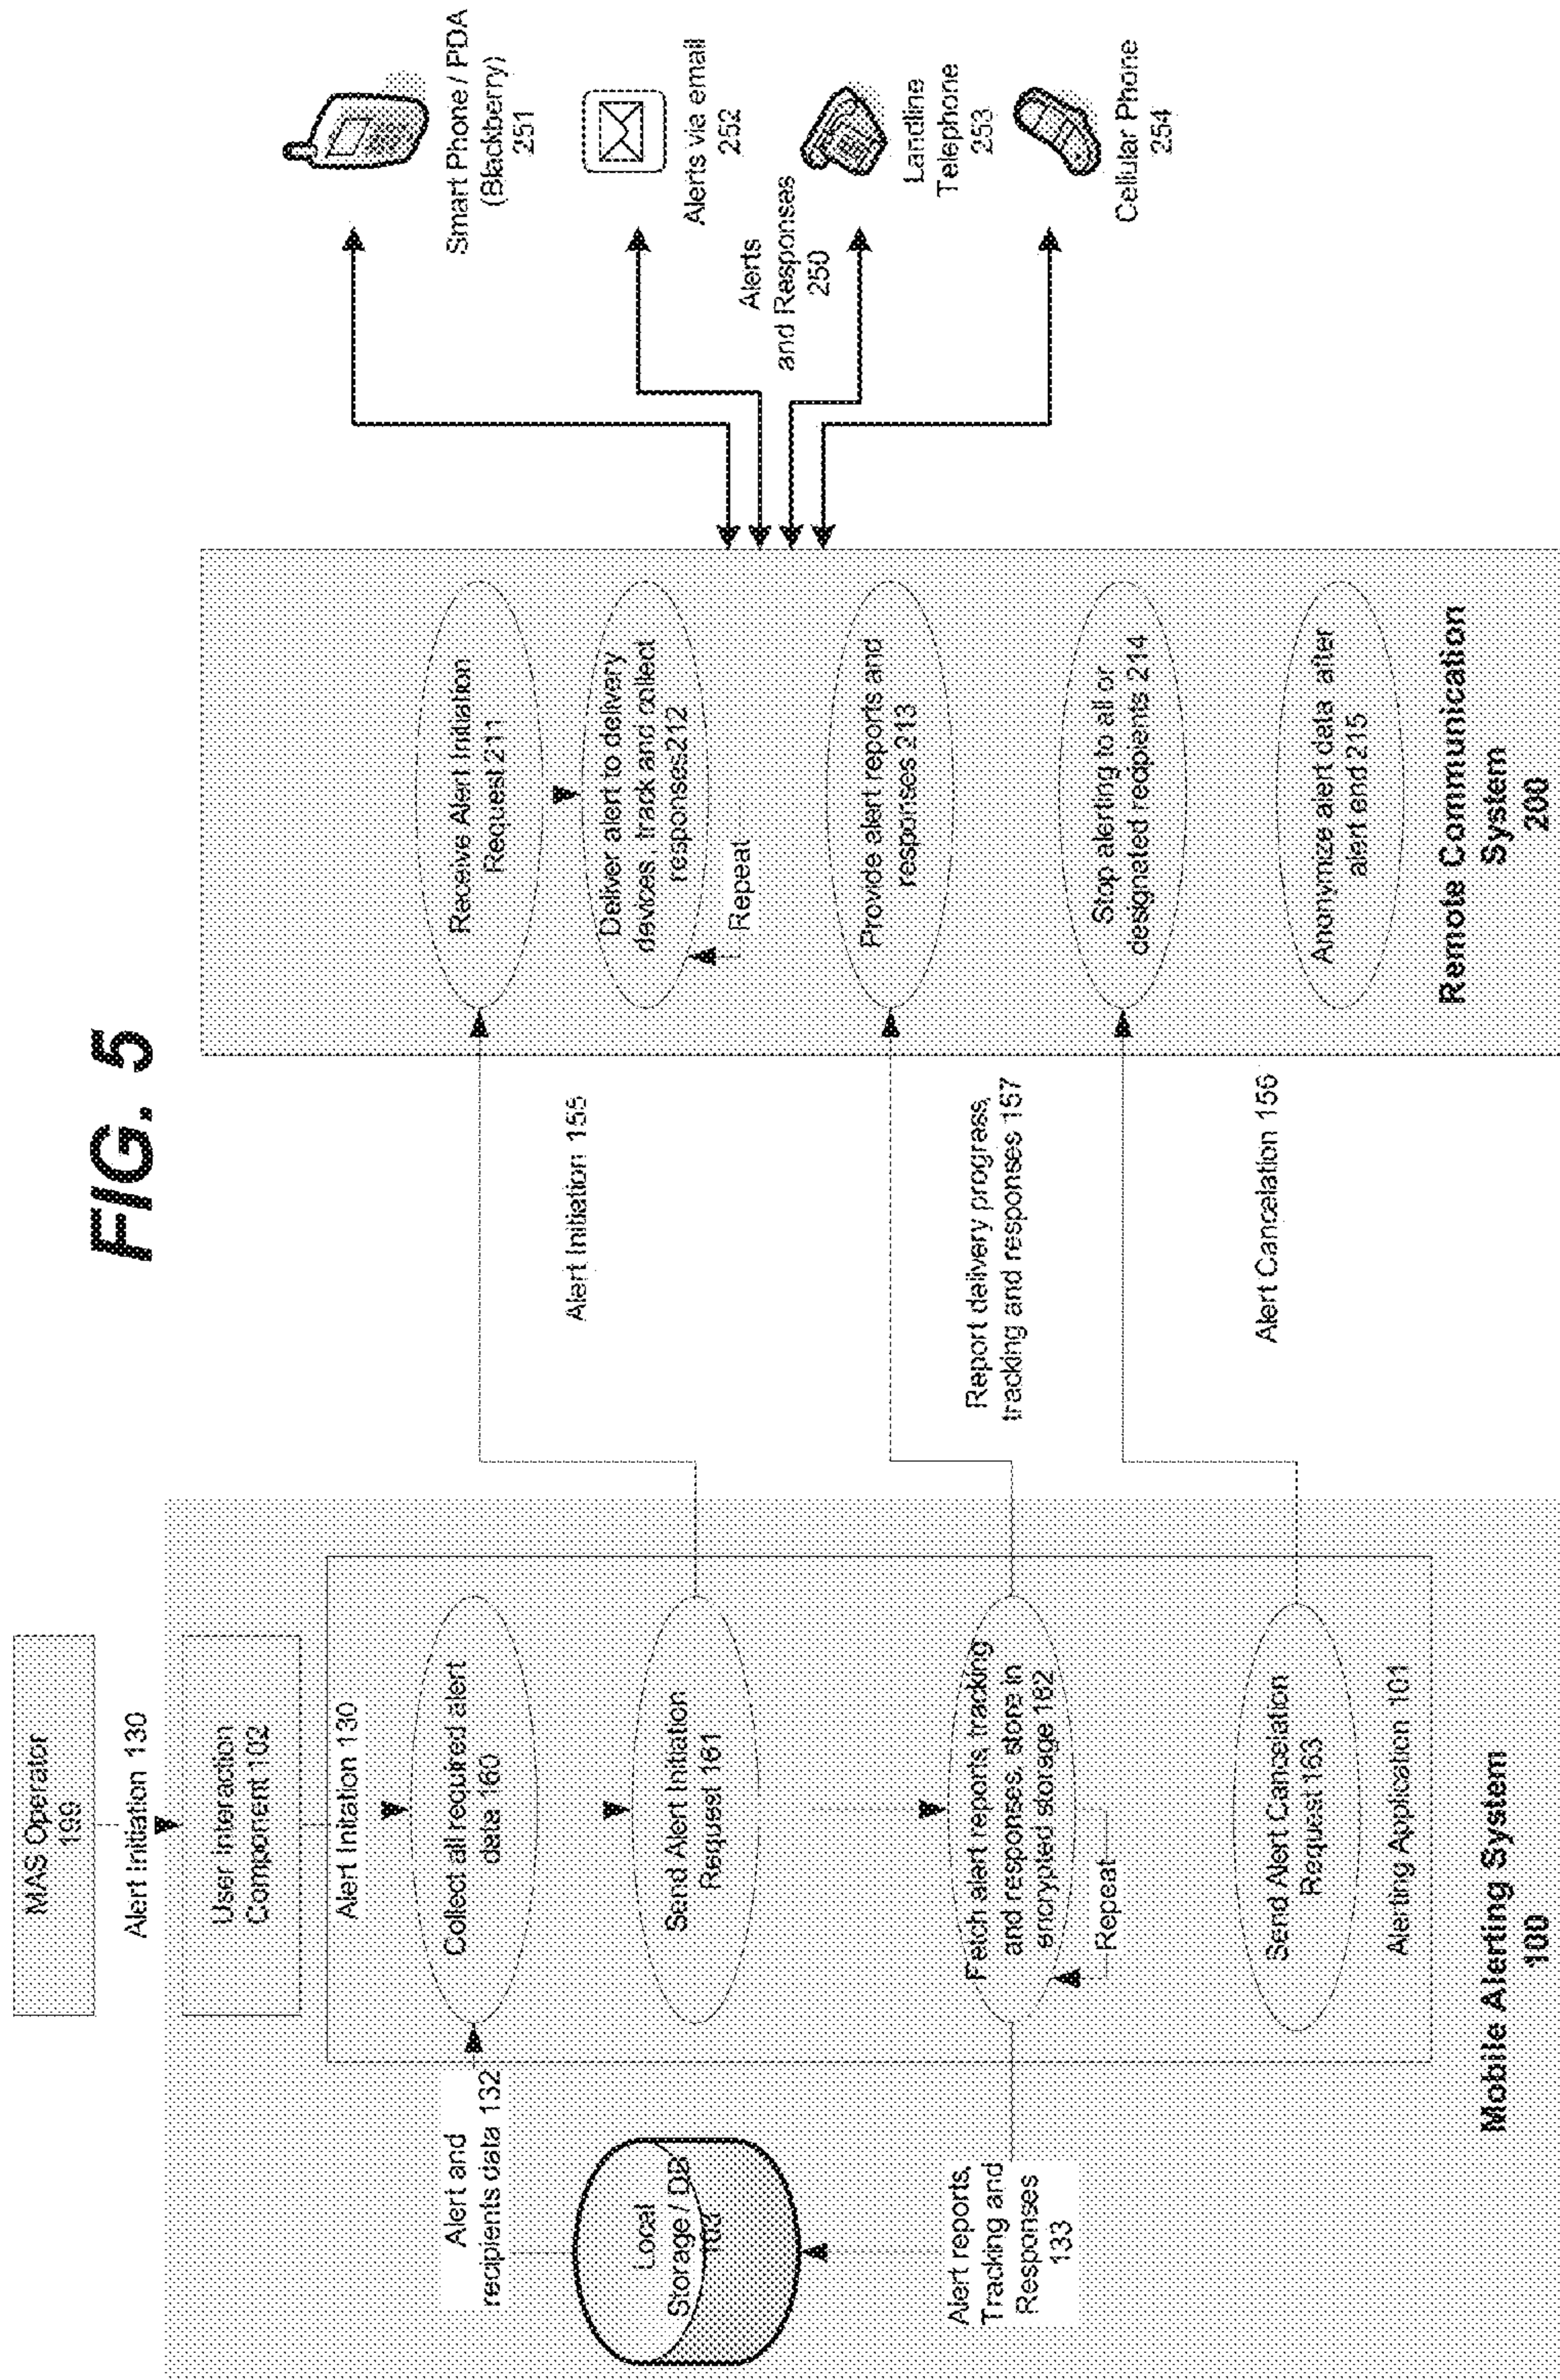 FIG. 5
MAS Operator
199
Alert Initiation 130
User Interaction
Component 102
Alert Initiation 130
Alert and
recipients data 132
Collect all required alert
data 160
Local
Storage / DB
103
Send Alert Initiation
Request 161
Alert reports,
Tracking and
Responses
133
Fetch alert reports, tracking
and responses, store in
encrypted storage 162
Repeat
Send Alert Cancelation
Request 163
Alerting Application 101
Mobile Alerting System
100
Alert Initiation 155
Report delivery progress,
tracking and responses 157
Alert Cancelation 156
Receive Alert Initiation
Request 211
Deliver alert to delivery
devices, track and collect
responses212
Repeat
Provide alert reports and
responses 213
Stop alerting to all or
designated recipients 214
Anonymize alert data after
alert end 215
Remote Communication
System
200
Smart Phone / PDA
(Blackberry)
251
Alerts via email
252
Alerts
and Responses
250
Landline
Telephone
253
Cellular Phone
254